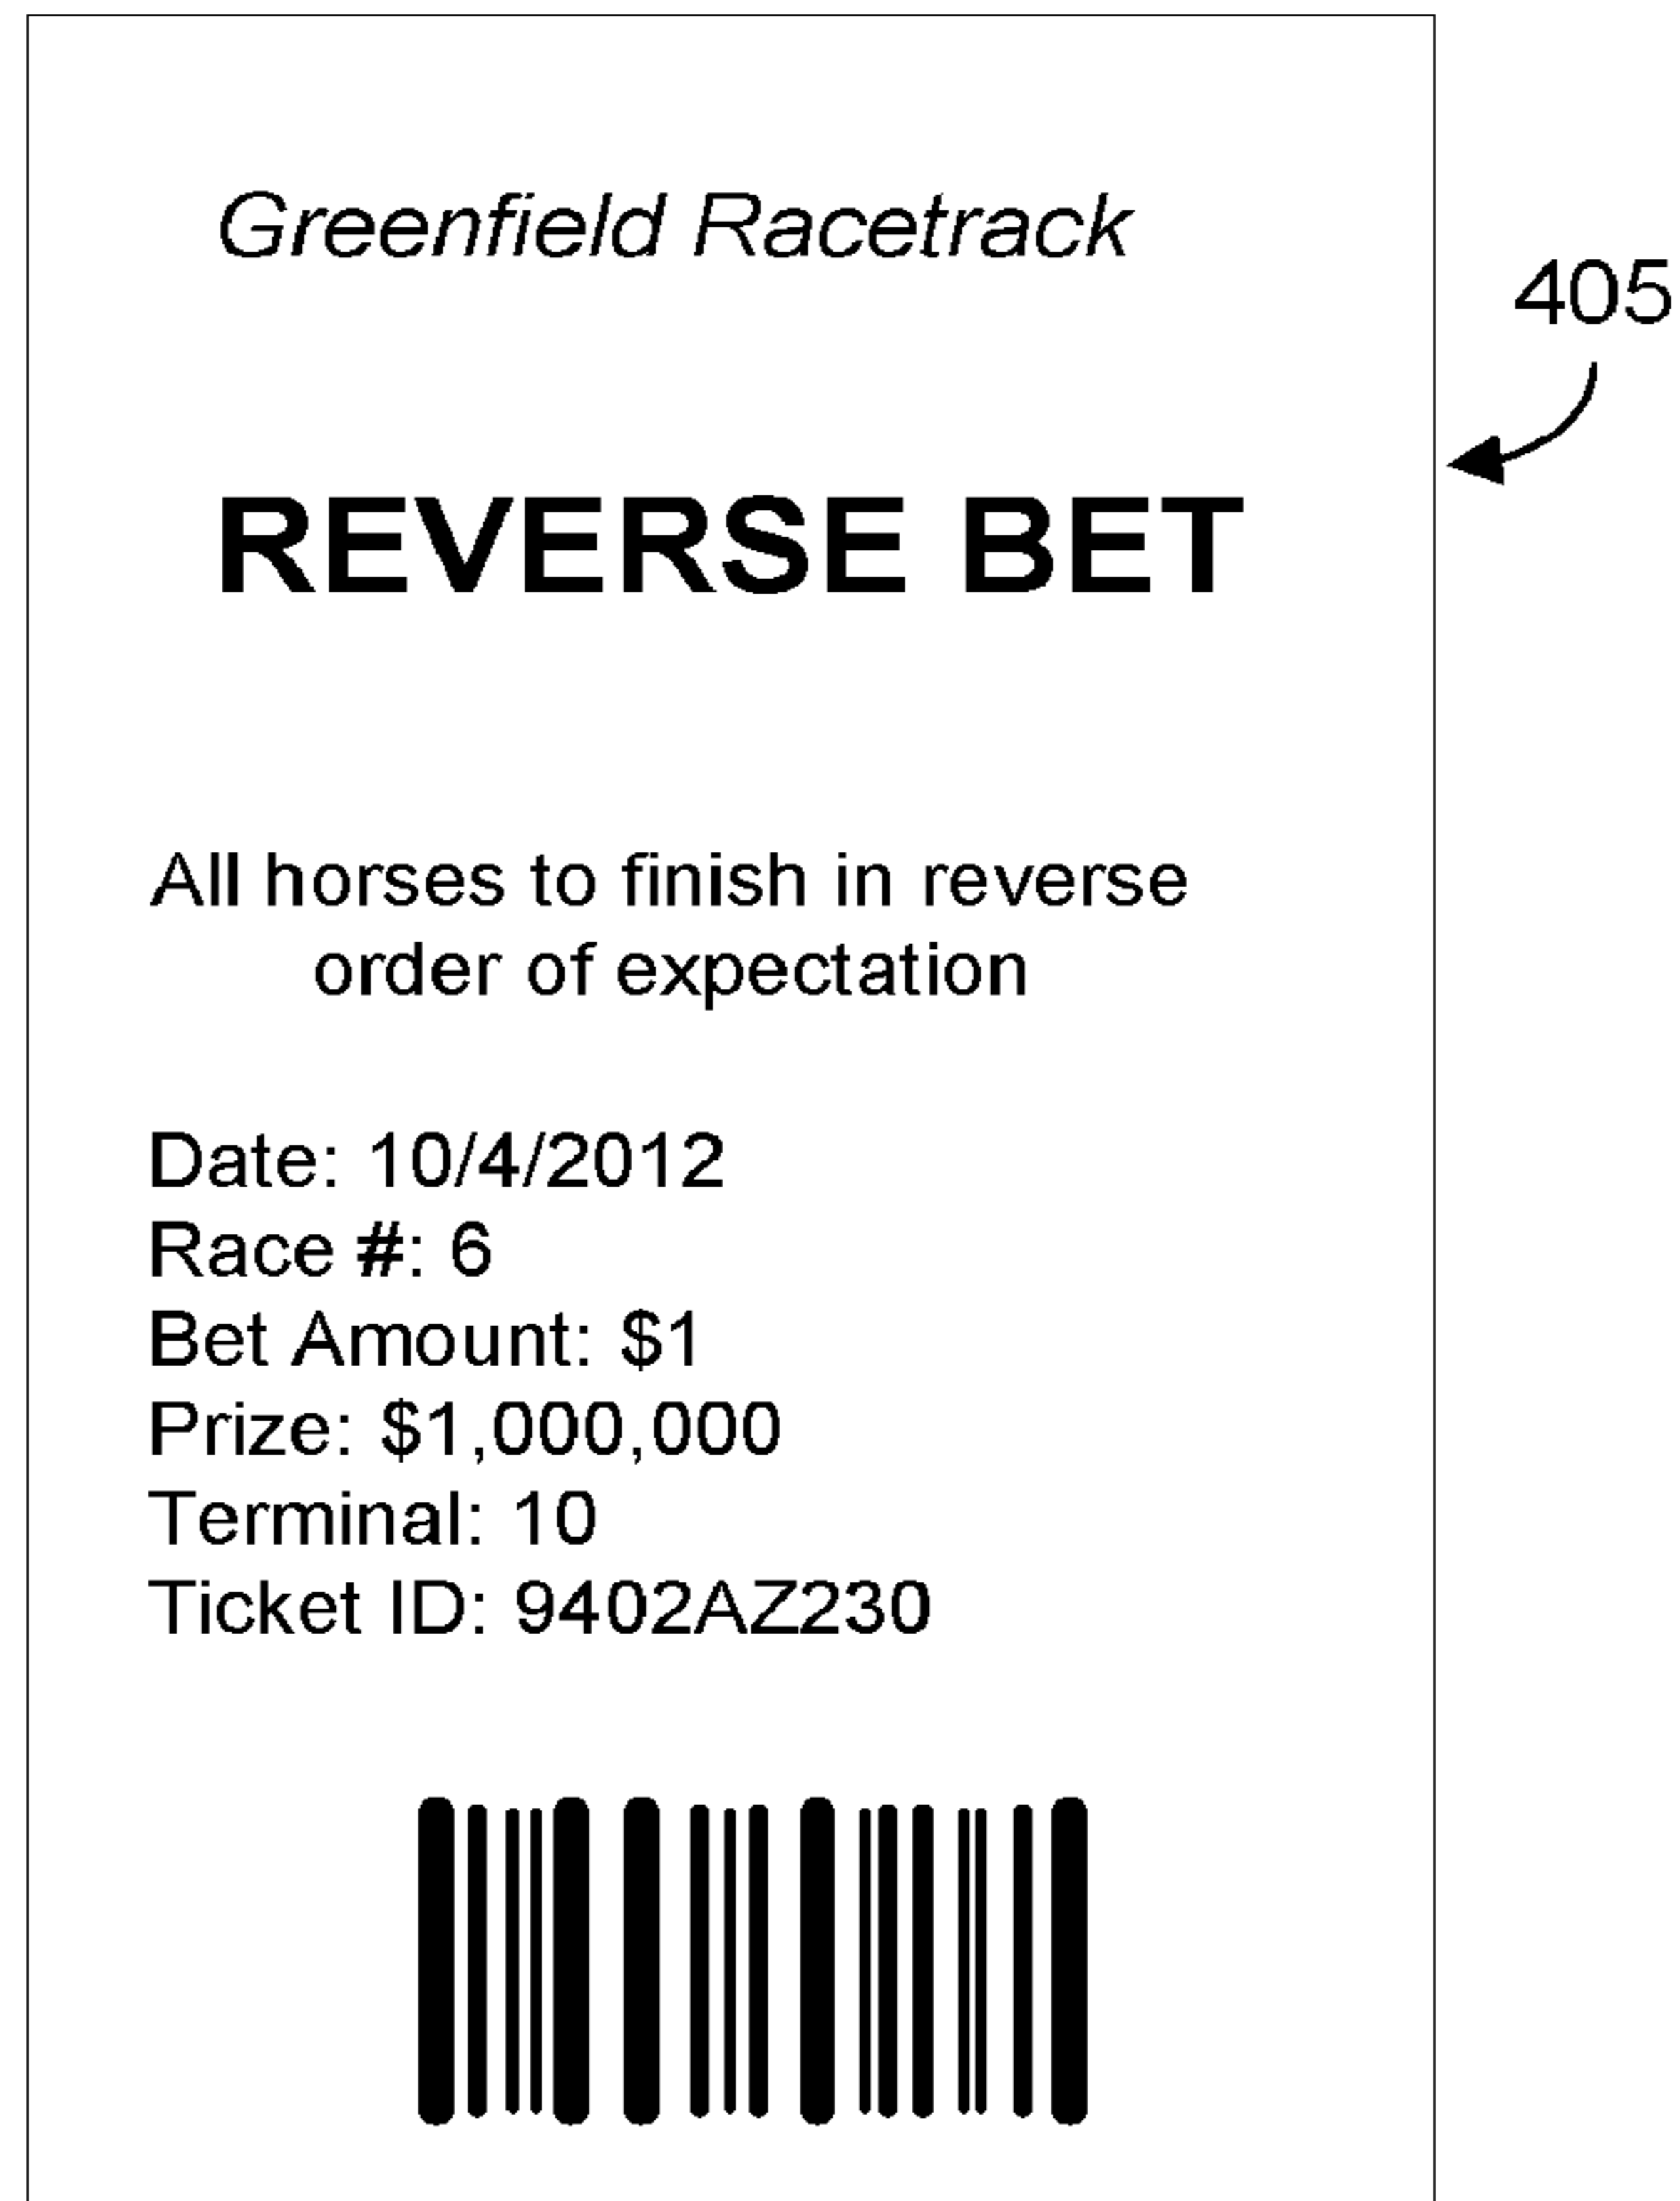 Greenfield Racetrack
405
REVERSE BET
All horses to finish in reverse
order of expectation
Date: 10/4/2012
Race #: 6
Bet Amount: $1
Prize: $1,000,000
Terminal: 10
Ticket ID: 9402AZ230